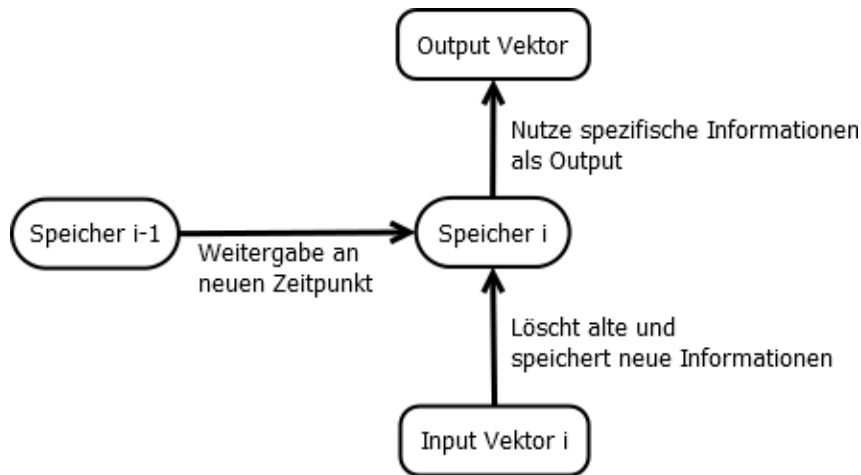 Output Vektor
Nutze spezifische Informationen
als Output
Speicher i-1
Speicher i
Weitergabe an
neuen Zeitpunkt
Löscht alte und
speichert neue Informationen
Input Vektor i